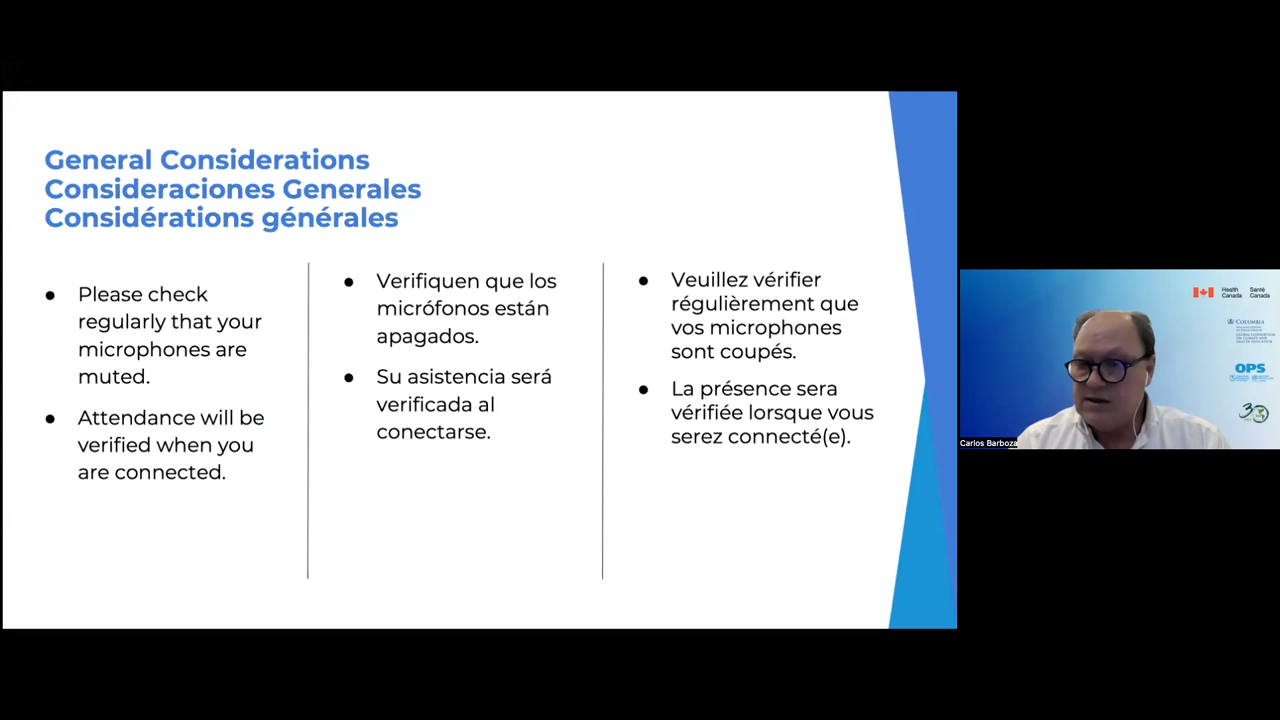 General Considerations
Consideraciones Generales
Considérations générales
● Please check
regularly that your
microphones are
muted.
● Attendance will be
verified when you
are connected.
● Verifiquen que los
micrófonos están
apagados.
● Su asistencia será
verificada al
conectarse.
● Veuillez vérifier
régulièrement que
vos microphones
sont coupés.
● La présence sera
vérifiée lorsque vous
serez connecté(e).
Health
Canada
Santé
Canada
COLUMBIA
OPS
30
Carlos Barboza